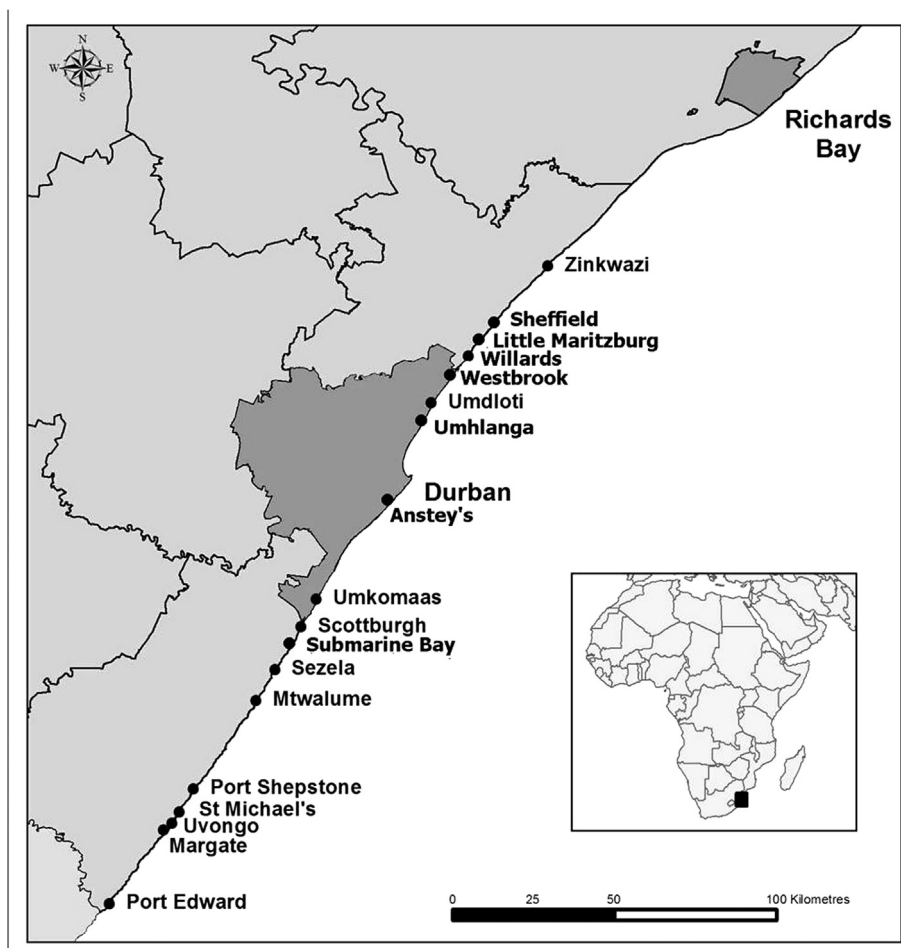 N
W E
S
Richards
Bay
Zinkwazi
Sheffield
Little Maritzburg
Willards
Westbrook
Umdloti
Umhlanga
Durban
Anstey's
Umkomaas
Scottburgh
Submarine Bay
Sezela
Mtwalume
Port Shepstone
St Michael's
Uvongo
Margate
Port Edward
0 25 50 100 Kilometres